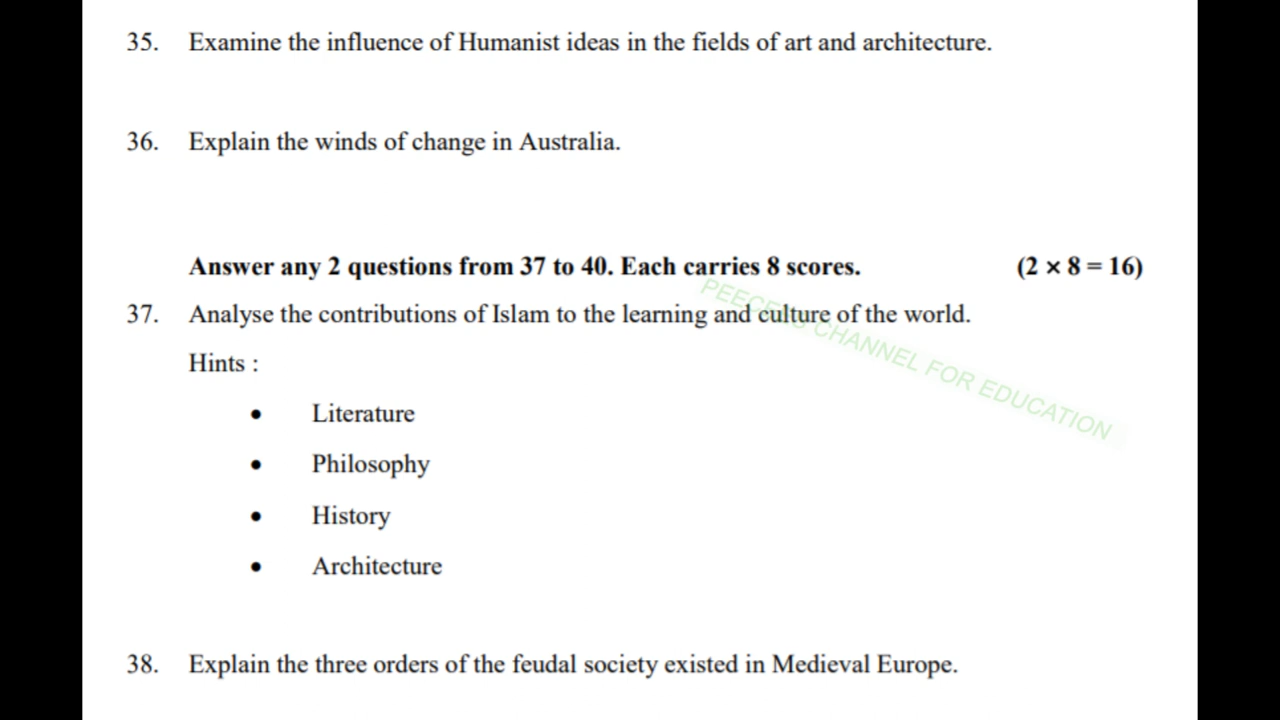 35. Examine the influence of Humanist ideas in the fields of art and architecture.
36. Explain the winds of change in Australia.
Answer any 2 questions from 37 to 40. Each carries 8 scores. (2 × 8 = 16)
37. Analyse the contributions of Islam to the learning and culture of the world.
Hints :
• Literature
• Philosophy
• History
• Architecture
38. Explain the three orders of the feudal society existed in Medieval Europe.
CHANNEL FOR EDUCATION